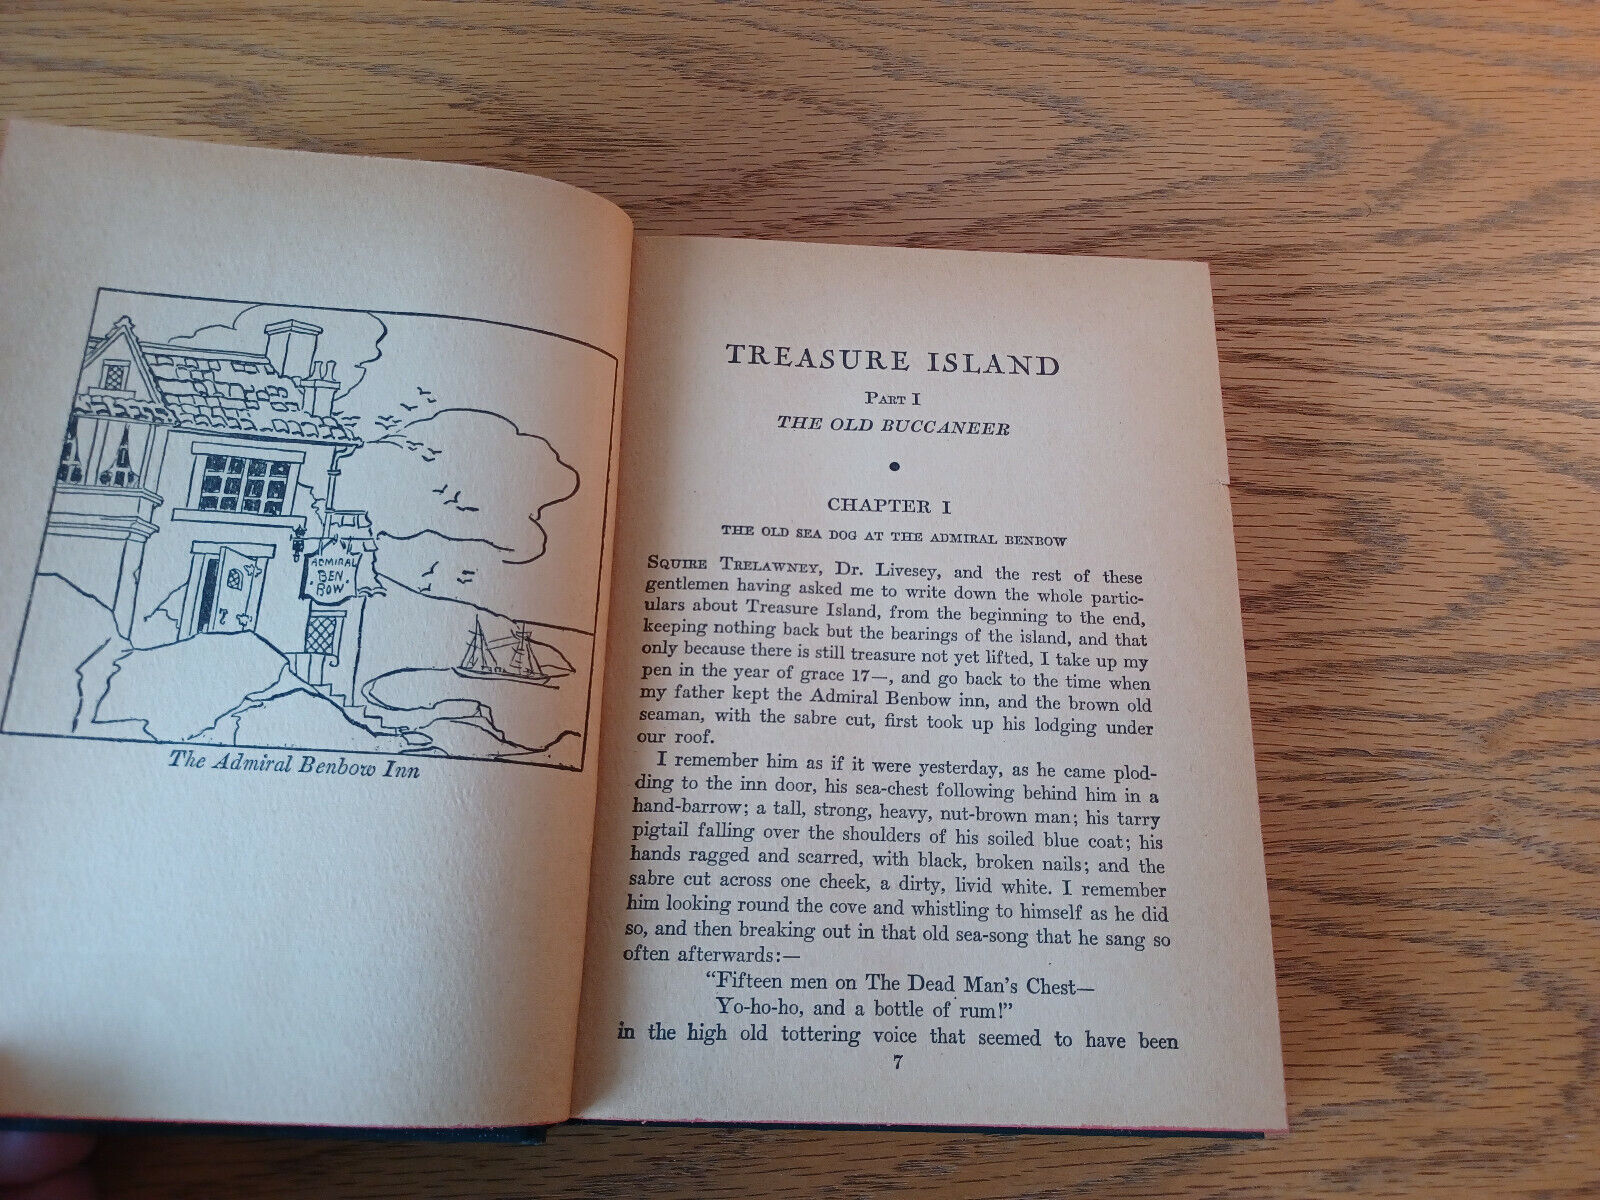 ADMIRAL
BEN
BOW
The Admiral Benbow Inn
TREASURE ISLAND
Part I
THE OLD BUCCANEER
CHAPTER I
THE OLD SEA DOG AT THE ADMIRAL BENBOW
Squire Trelawney, Dr. Livesey, and the rest of these
gentlemen having asked me to write down the whole partic-
ulars about Treasure Island, from the beginning to the end,
keeping nothing back but the bearings of the island, and that
only because there is still treasure not yet lifted, I take up my
pen in the year of grace 17—, and go back to the time when
my father kept the Admiral Benbow inn, and the brown old
seaman, with the sabre cut, first took up his lodging under
our roof.
I remember him as if it were yesterday, as he came plod-
ding to the inn door, his sea-chest following behind him in a
hand-barrow; a tall, strong, heavy, nut-brown man; his tarry
pigtail falling over the shoulders of his soiled blue coat; his
hands ragged and scarred, with black, broken nails; and the
sabre cut across one cheek, a dirty, livid white. I remember
him looking round the cove and whistling to himself as he did
so, and then breaking out in that old sea-song that he sang so
often afterwards:—
"Fifteen men on The Dead Man's Chest—
Yo-ho-ho, and a bottle of rum!"
in the high old tottering voice that seemed to have been
7